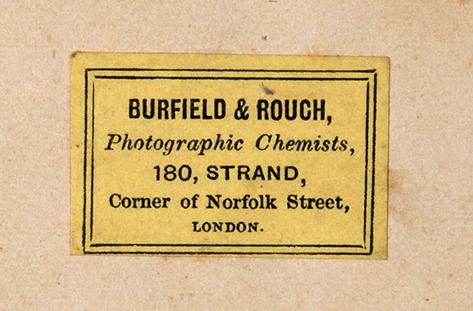 BURFIELD & ROUCH,
Photographic Chemists,
180, STRAND,
Corner of Norfolk Street,
LONDON.